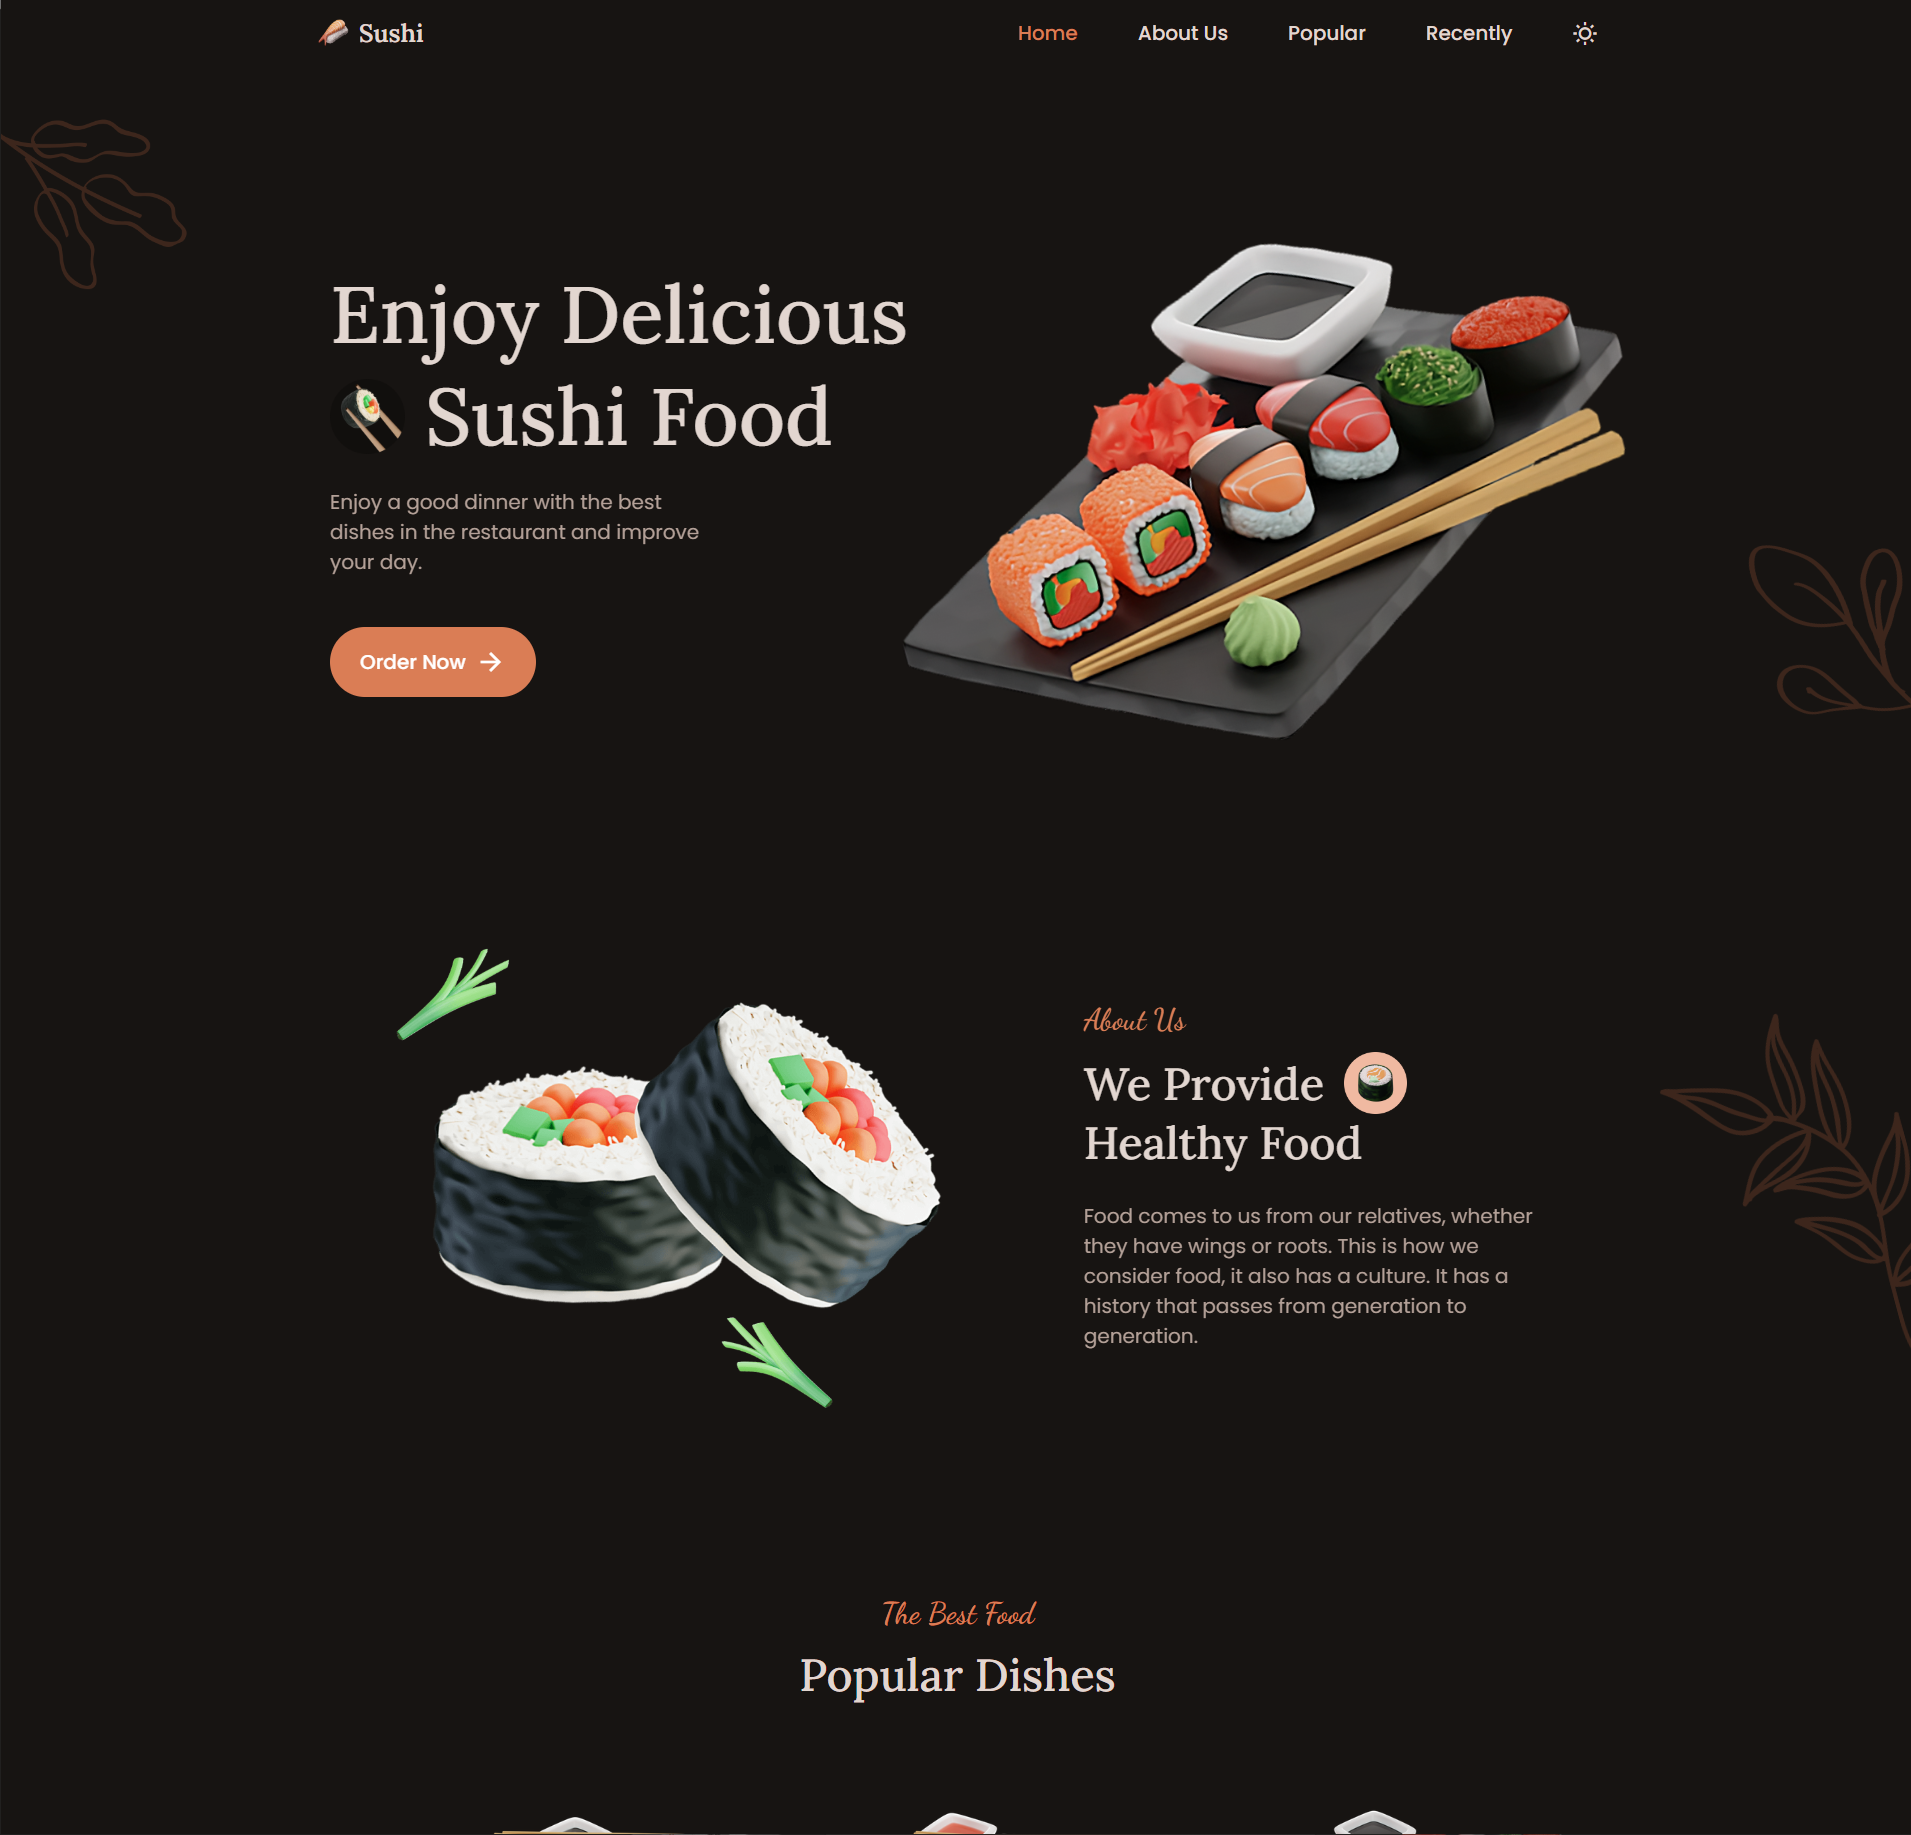 Sushi
Home
About Us
Popular
Recently
Enjoy Delicious
Sushi Food
Enjoy a good dinner with the best
dishes in the restaurant and improve
your day.
Order Now
About Us
We Provide
Healthy Food
Food comes to us from our relatives, whether
they have wings or roots. This is how we
consider food, it also has a culture. It has a
history that passes from generation to
generation.
The Best Food
Popular Dishes